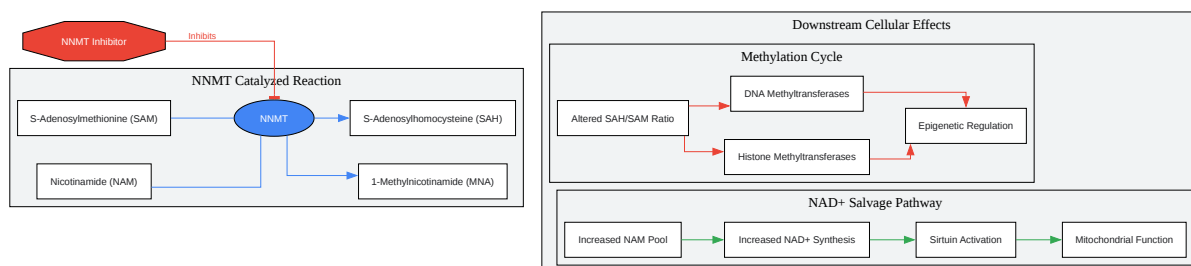 NNMT Inhibitor
Inhibits
NNMT Catalyzed Reaction
S-Adenosylmethionine (SAM)
NNMT
S-Adenosylhomocysteine (SAH)
Nicotinamide (NAM)
1-Methylnicotinamide (MNA)
Downstream Cellular Effects
Methylation Cycle
Altered SAH/SAM Ratio
DNA Methyltransferases
Histone Methyltransferases
Epigenetic Regulation
NAD+ Salvage Pathway
Increased NAM Pool
Increased NAD+ Synthesis
Sirtuin Activation
Mitochondrial Function